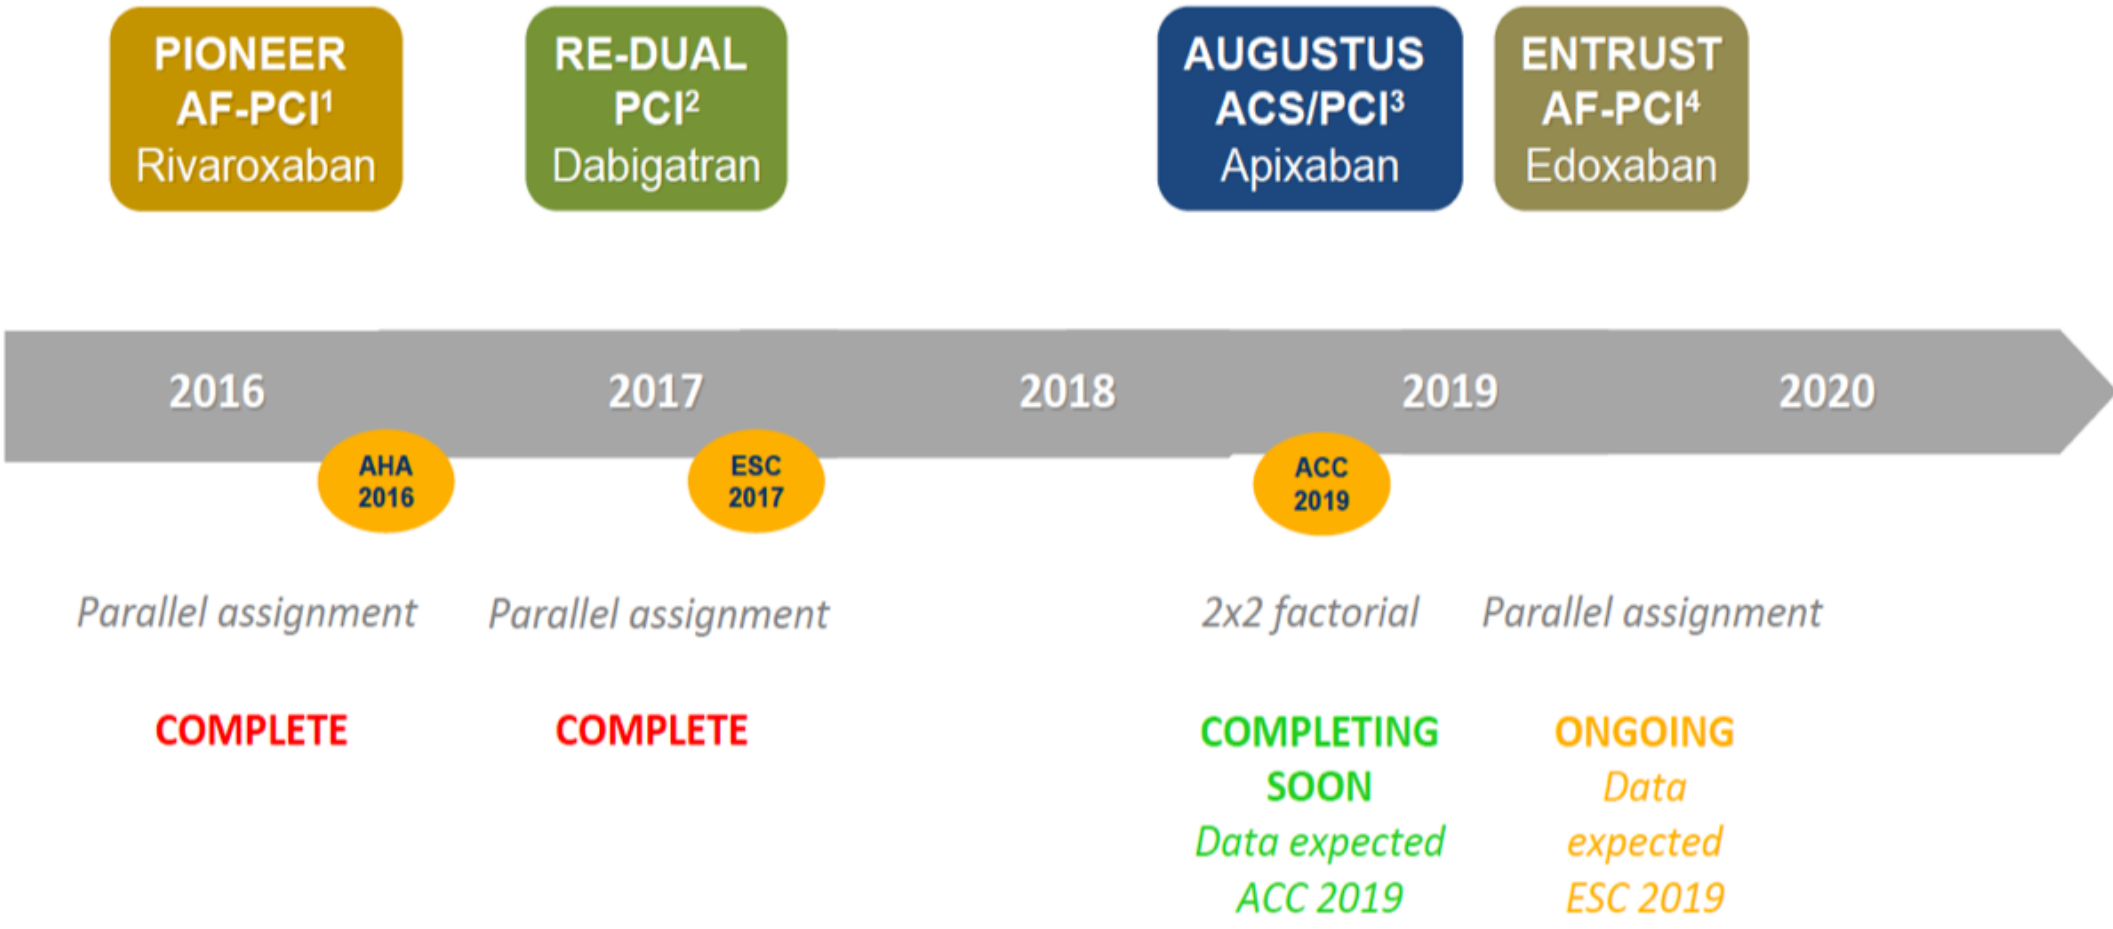 PIONEER
AF-PCI¹
Rivaroxaban
RE-DUAL
PCI²
Dabigatran
AUGUSTUS
ACS/PCI³
Apixaban
ENTRUST
AF-PCI⁴
Edoxaban
2016
2017
2018
2019
2020
AHA
2016
ESC
2017
ACC
2019
Parallel assignment
Parallel assignment
2x2 factorial
Parallel assignment
COMPLETE
COMPLETE
COMPLETING
SOON
Data expected
ACC 2019
ONGOING
Data
expected
ESC 2019